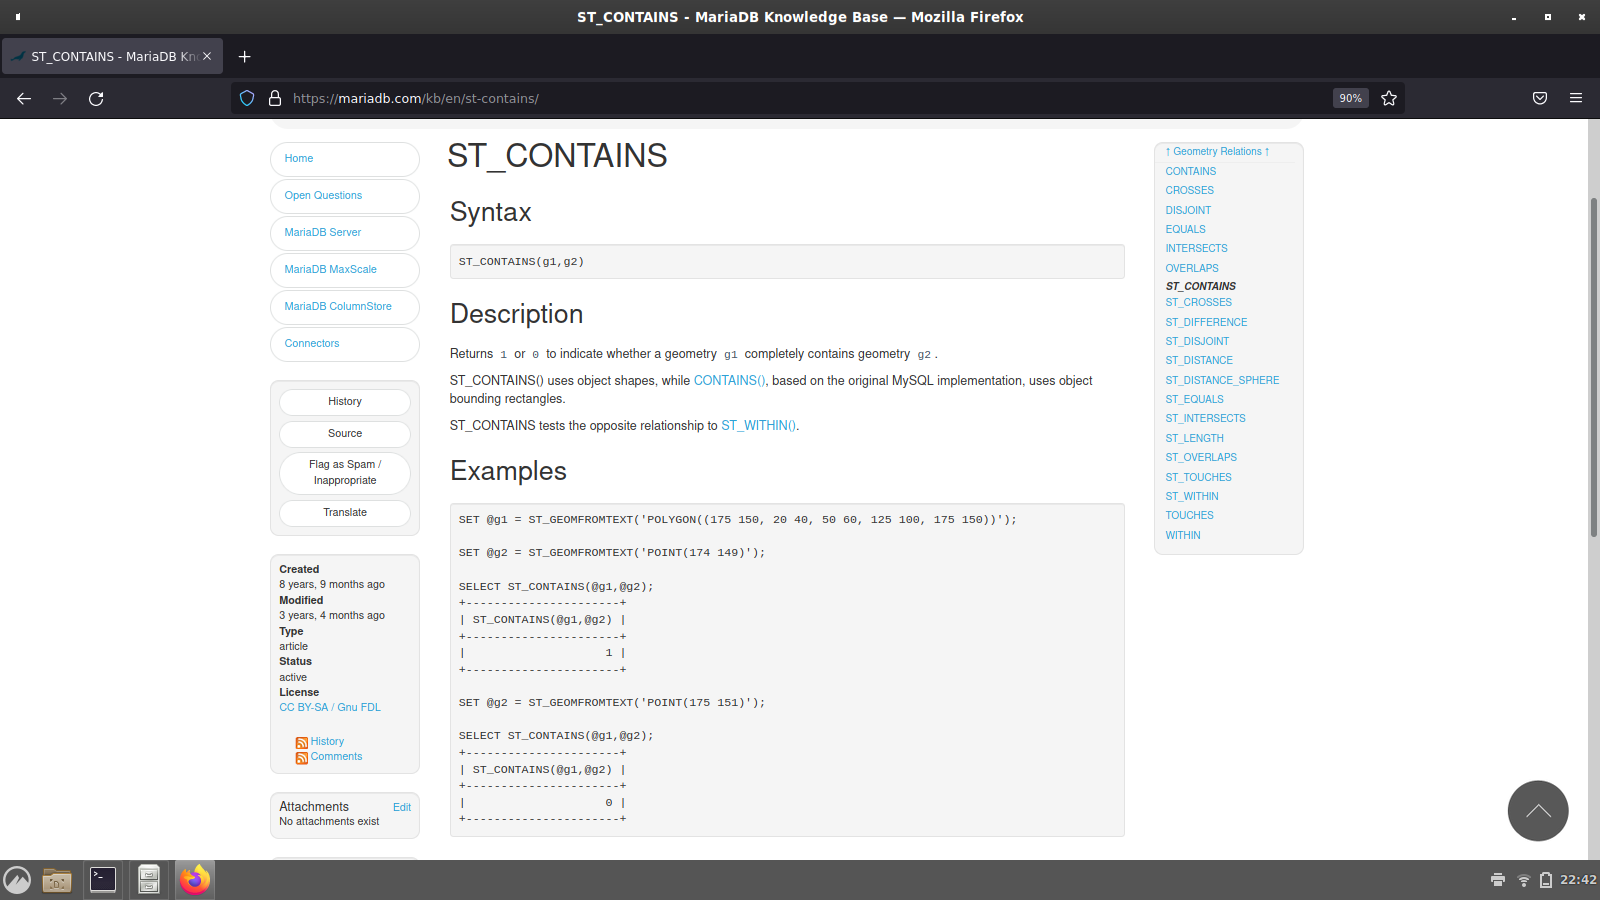 ST_CONTAINS - MariaDB Knowledge Base — Mozilla Firefox
ST_CONTAINS - MariaDB Kn
https://mariadb.com/kb/en/st-contains/
90%
Home
Open Questions
MariaDB Server
MariaDB MaxScale
MariaDB ColumnStore
Connectors
History
Source
Flag as Spam /
Inappropriate
Translate
Created
8 years, 9 months ago
Modified
3 years, 4 months ago
Type
article
Status
active
License
CC BY-SA / Gnu FDL
History
Comments
Attachments Edit
No attachments exist
ST_CONTAINS
Syntax
ST_CONTAINS(g1,g2)
Description
Returns 1 or 0 to indicate whether a geometry g1 completely contains geometry g2.
ST_CONTAINS() uses object shapes, while CONTAINS(), based on the original MySQL implementation, uses object
bounding rectangles.
ST_CONTAINS tests the opposite relationship to ST_WITHIN().
Examples
SET @g1 = ST_GEOMFROMTEXT('POLYGON((175 150, 20 40, 50 60, 125 100, 175 150))');
SET @g2 = ST_GEOMFROMTEXT('POINT(174 149)');
SELECT ST_CONTAINS(@g1,@g2);
+----------------------+
| ST_CONTAINS(@g1,@g2) |
+----------------------+
|                    1 |
+----------------------+
SET @g2 = ST_GEOMFROMTEXT('POINT(175 151)');
SELECT ST_CONTAINS(@g1,@g2);
+----------------------+
| ST_CONTAINS(@g1,@g2) |
+----------------------+
|                    0 |
+----------------------+
↑ Geometry Relations ↑
CONTAINS
CROSSES
DISJOINT
EQUALS
INTERSECTS
OVERLAPS
ST_CONTAINS
ST_CROSSES
ST_DIFFERENCE
ST_DISJOINT
ST_DISTANCE
ST_DISTANCE_SPHERE
ST_EQUALS
ST_INTERSECTS
ST_LENGTH
ST_OVERLAPS
ST_TOUCHES
ST_WITHIN
TOUCHES
WITHIN
22:42